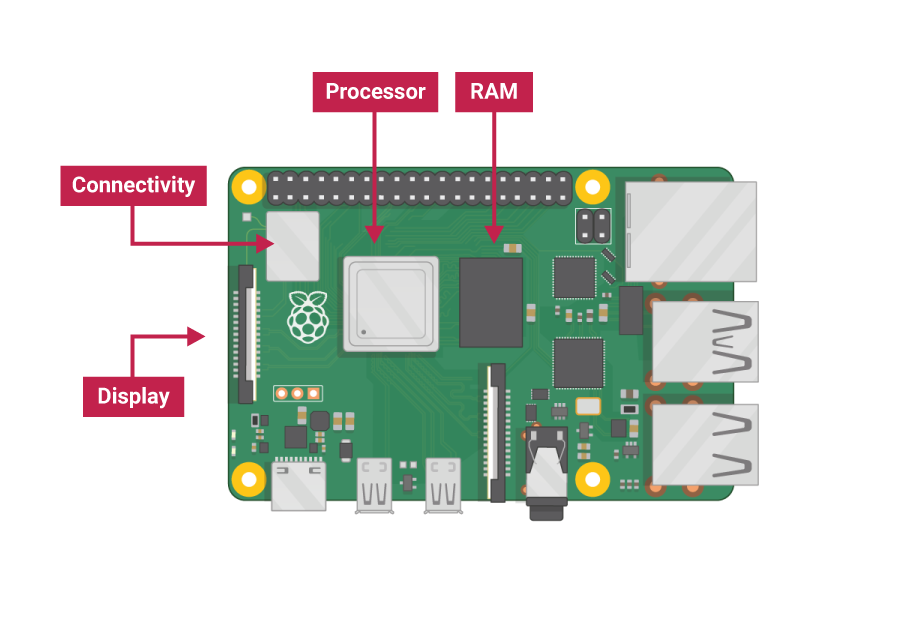 Processor
RAM
Connectivity
Display